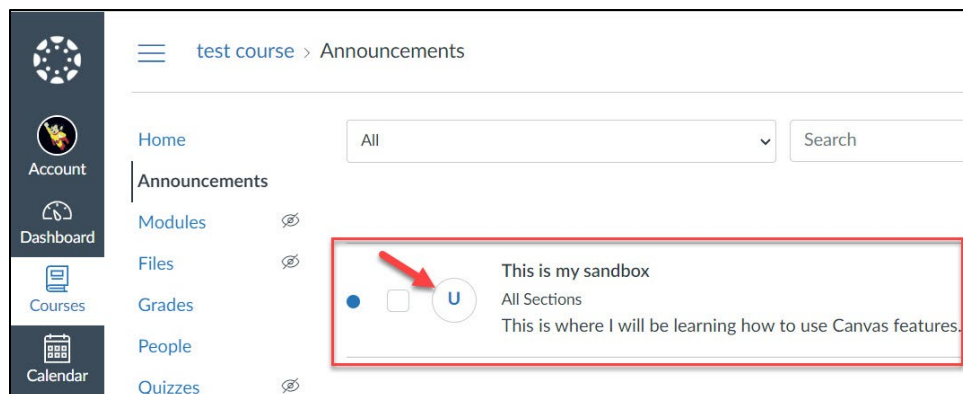 test course > Announcements
Account
Dashboard
Courses
Calendar
Home
Announcements
Modules
Files
Grades
People
Quizzes
All
Search
U
This is my sandbox
All Sections
This is where I will be learning how to use Canvas features.